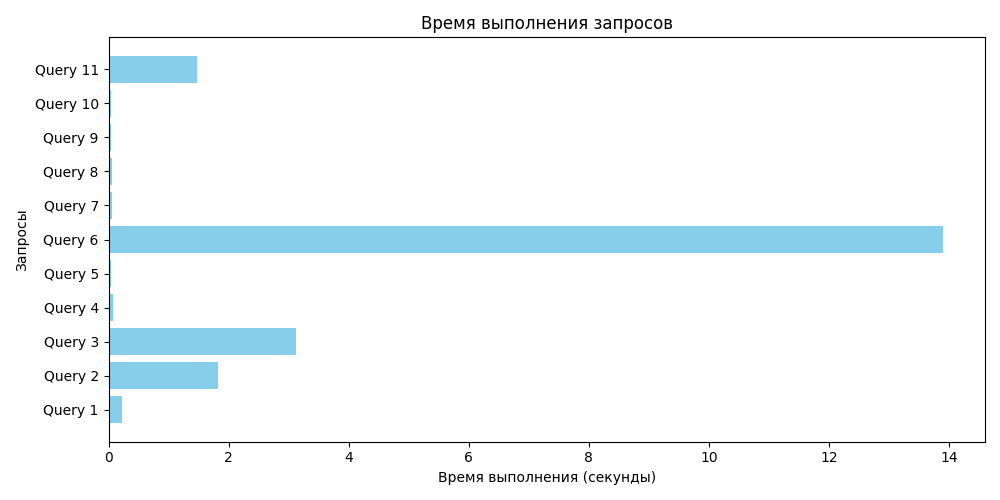 Время выполнения запросов
Запросы
Query 11
Query 10
Query 9
Query 8
Query 7
Query 6
Query 5
Query 4
Query 3
Query 2
Query 1
0 2 4 6 8 10 12 14
Время выполнения (секунды)